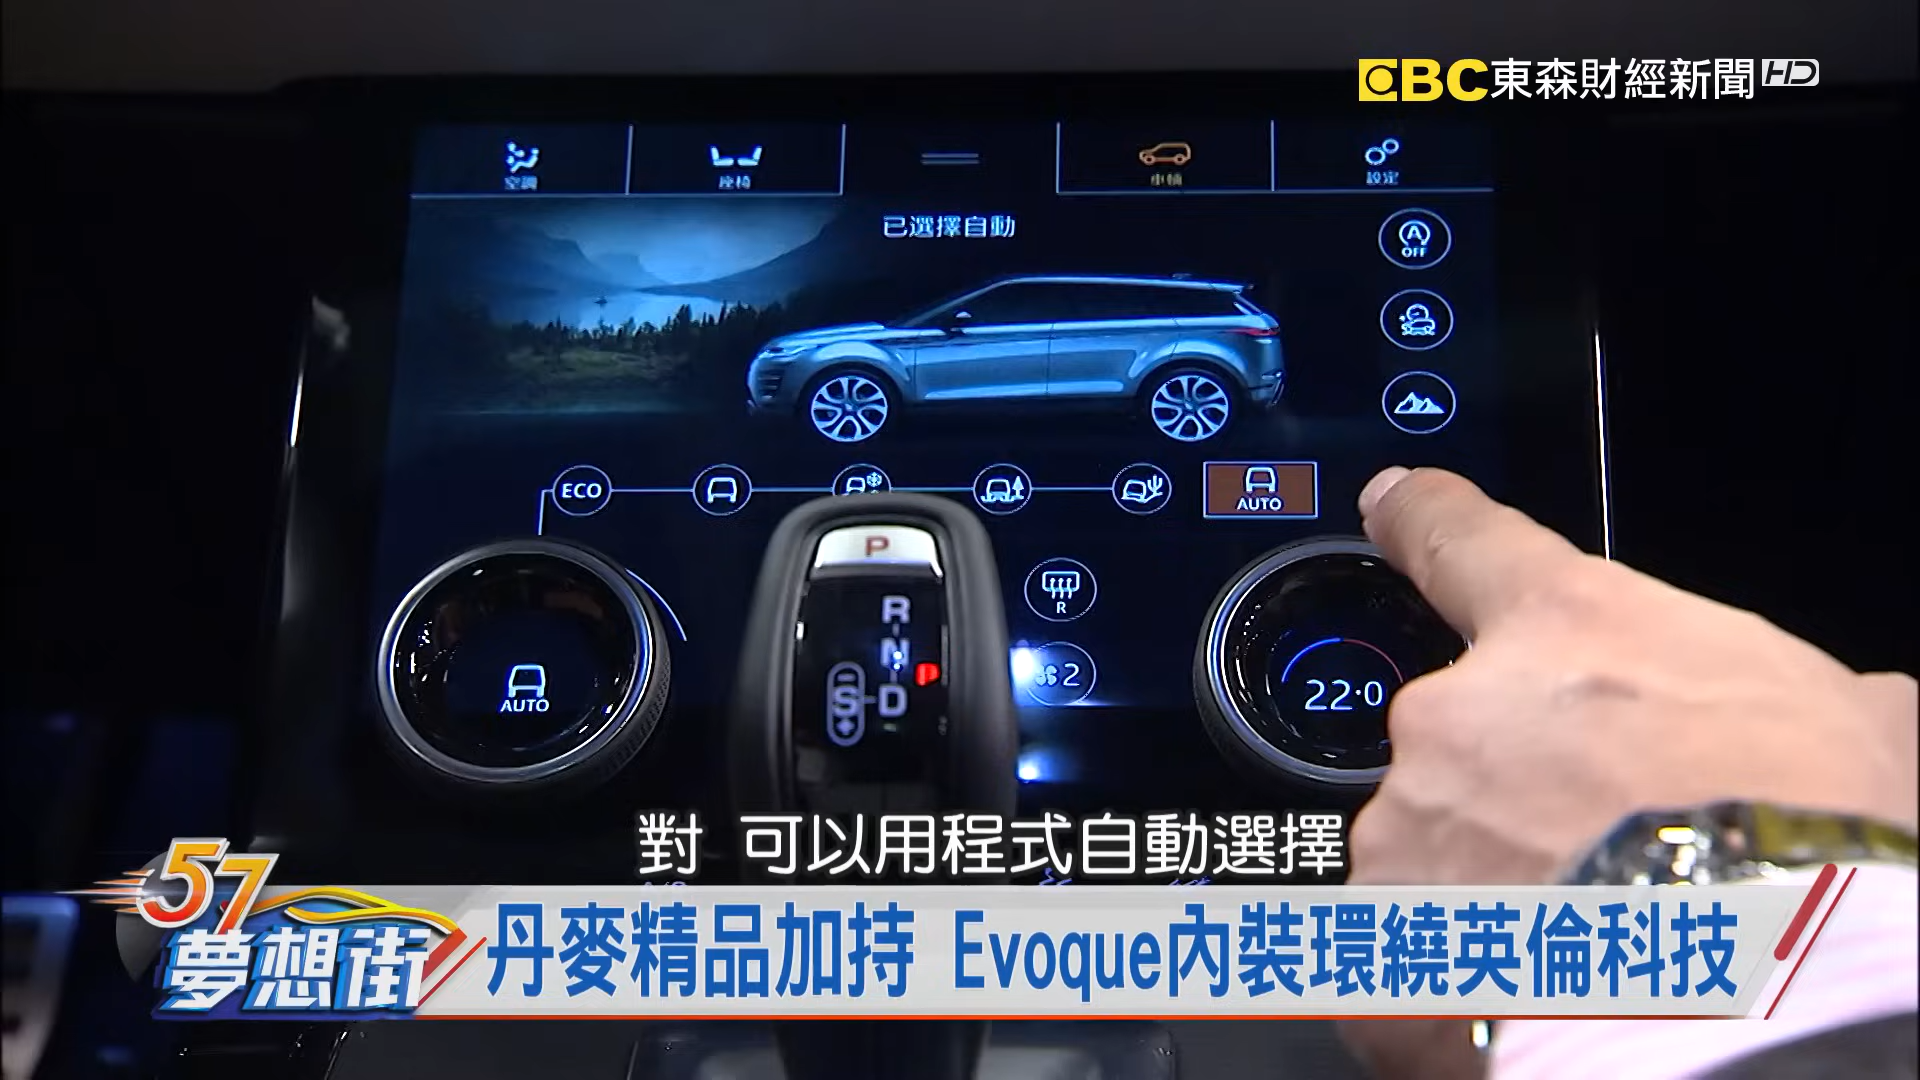 EBC東森財經新聞HD
空調 座椅 車輛 設定
已選擇自動
A
OFF
ECO
AUTO
P
R
R
N
P
2
S
D
22·0
AUTO
對 可以用程式自動選擇
57夢想街
丹麥精品加持 Evoque內裝環繞英倫科技